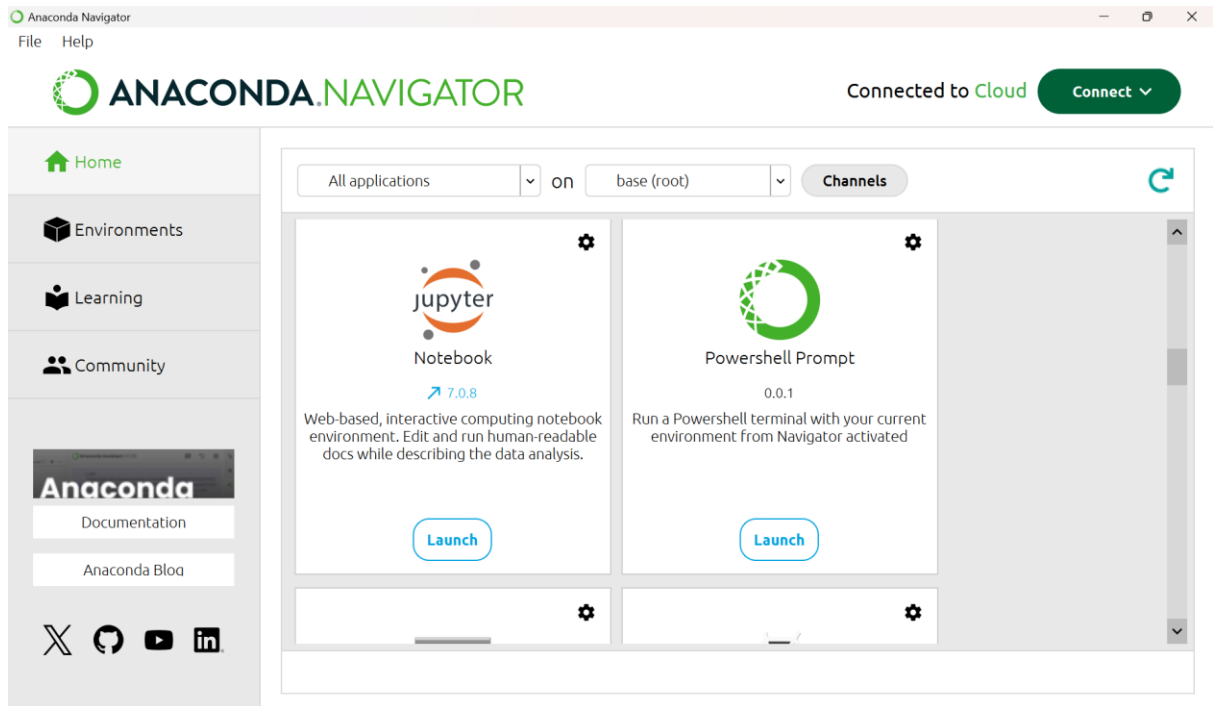 Anaconda Navigator
File Help
ANACONDA.NAVIGATOR
Connected to Cloud
Connect
Home
Environments
Learning
Community
Anaconda
Documentation
Anaconda Blog
in
All applications
on
base (root)
Channels
jupyter
Notebook
7.0.8
Web-based, interactive computing notebook
environment. Edit and run human-readable
docs while describing the data analysis.
Launch
Powershell Prompt
0.0.1
Run a Powershell terminal with your current
environment from Navigator activated
Launch